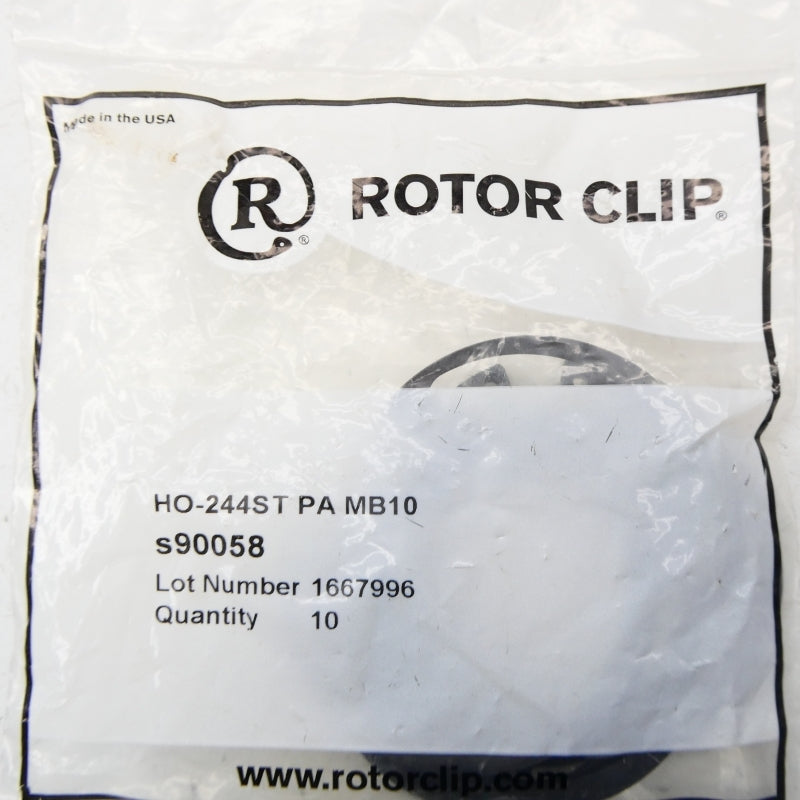 Made in the USA
R®
ROTOR CLIP®
HO-244ST PA MB10
s90058
Lot Number 1667996
Quantity 10
www.rotorclip.com